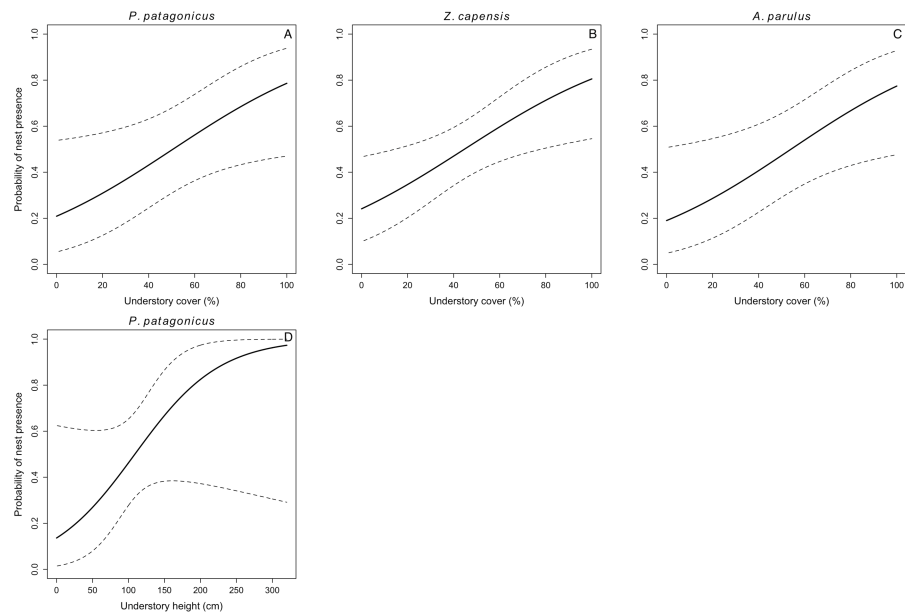 P. patagonicus
Z. capensis
A. parulus
A
B
C
Probability of nest presence
1.0
0.8
0.6
0.4
0.2
0.0
0 20 40 60 80 100
Understory cover (%)
1.0
0.8
0.6
0.4
0.2
0.0
0 20 40 60 80 100
Understory cover (%)
1.0
0.8
0.6
0.4
0.2
0.0
0 20 40 60 80 100
Understory cover (%)
P. patagonicus
D
Probability of nest presence
1.0
0.8
0.6
0.4
0.2
0.0
0 50 100 150 200 250 300
Understory height (cm)